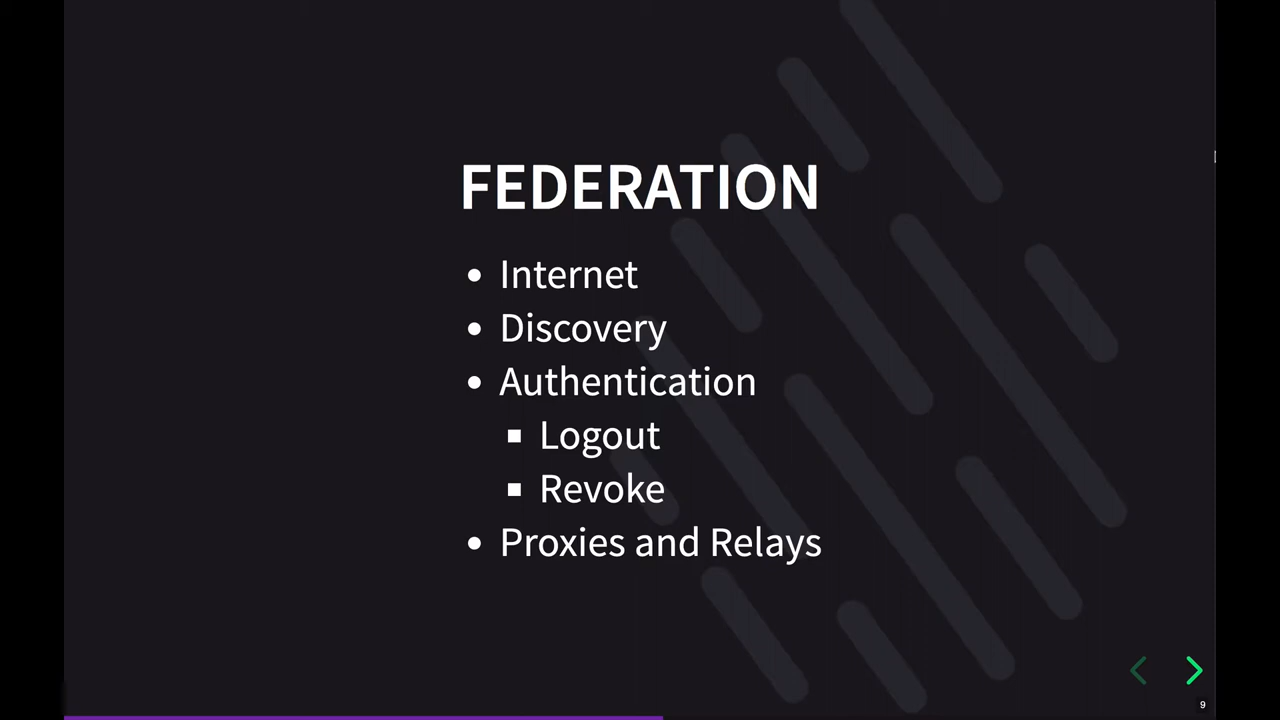 FEDERATION
• Internet
• Discovery
• Authentication
▪ Logout
▪ Revoke
• Proxies and Relays
9